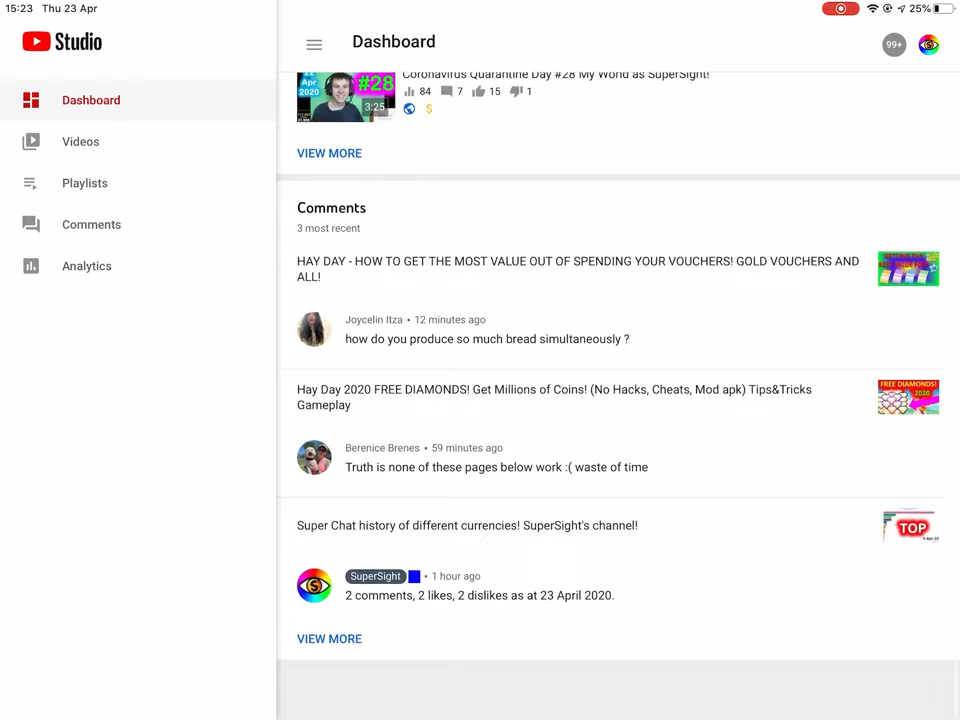 15:23 Thu 23 Apr
25%
Studio
Dashboard
99+
Dashboard
Videos
Playlists
Comments
Analytics
22
Apr
2020
#28
3:25
Coronavirus Quarantine Day #28 My World as SuperSight!
84 7 15 1
$
VIEW MORE
Comments
3 most recent
HAY DAY - HOW TO GET THE MOST VALUE OUT OF SPENDING YOUR VOUCHERS! GOLD VOUCHERS AND
ALL!
Joycelin Itza • 12 minutes ago
how do you produce so much bread simultaneously ?
Hay Day 2020 FREE DIAMONDS! Get Millions of Coins! (No Hacks, Cheats, Mod apk) Tips&Tricks
Gameplay
FREE DIAMONDS!
2020
Berenice Brenes • 59 minutes ago
Truth is none of these pages below work :( waste of time
Super Chat history of different currencies! SuperSight's channel!
TOP
SuperSight • 1 hour ago
2 comments, 2 likes, 2 dislikes as at 23 April 2020.
VIEW MORE